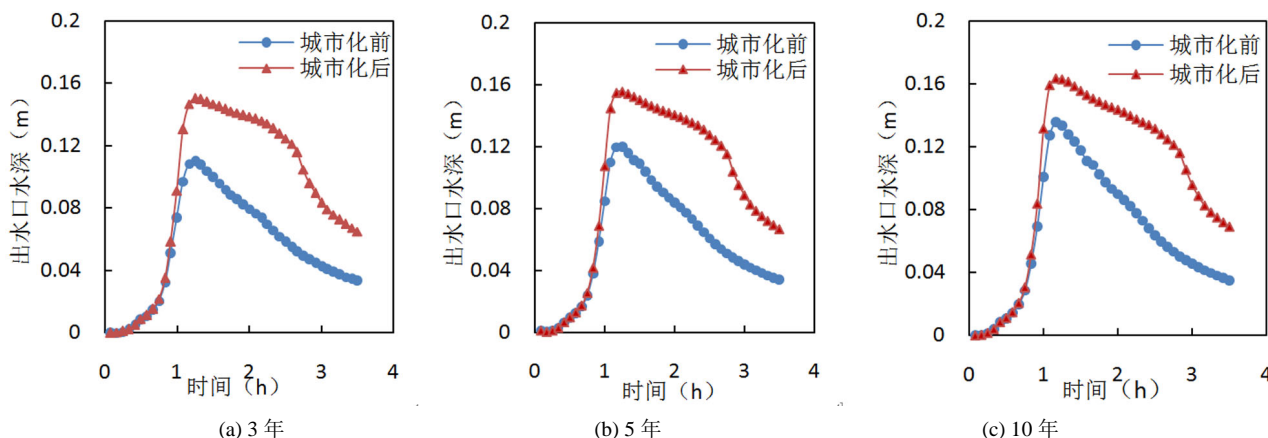 0.2
0.16
0.12
0.08
0.04
0
出水口水深（m）
城市化前
城市化后
0 1 2 3 4
时间（h）
(a) 3 年
0.2
0.16
0.12
0.08
0.04
0
出水口水深（m）
城市化前
城市化后
0 1 2 3 4
时间（h）
(b) 5 年
0.2
0.16
0.12
0.08
0.04
0
出水口水深（m）
城市化前
城市化后
0 1 2 3 4
时间（h）
(c) 10 年